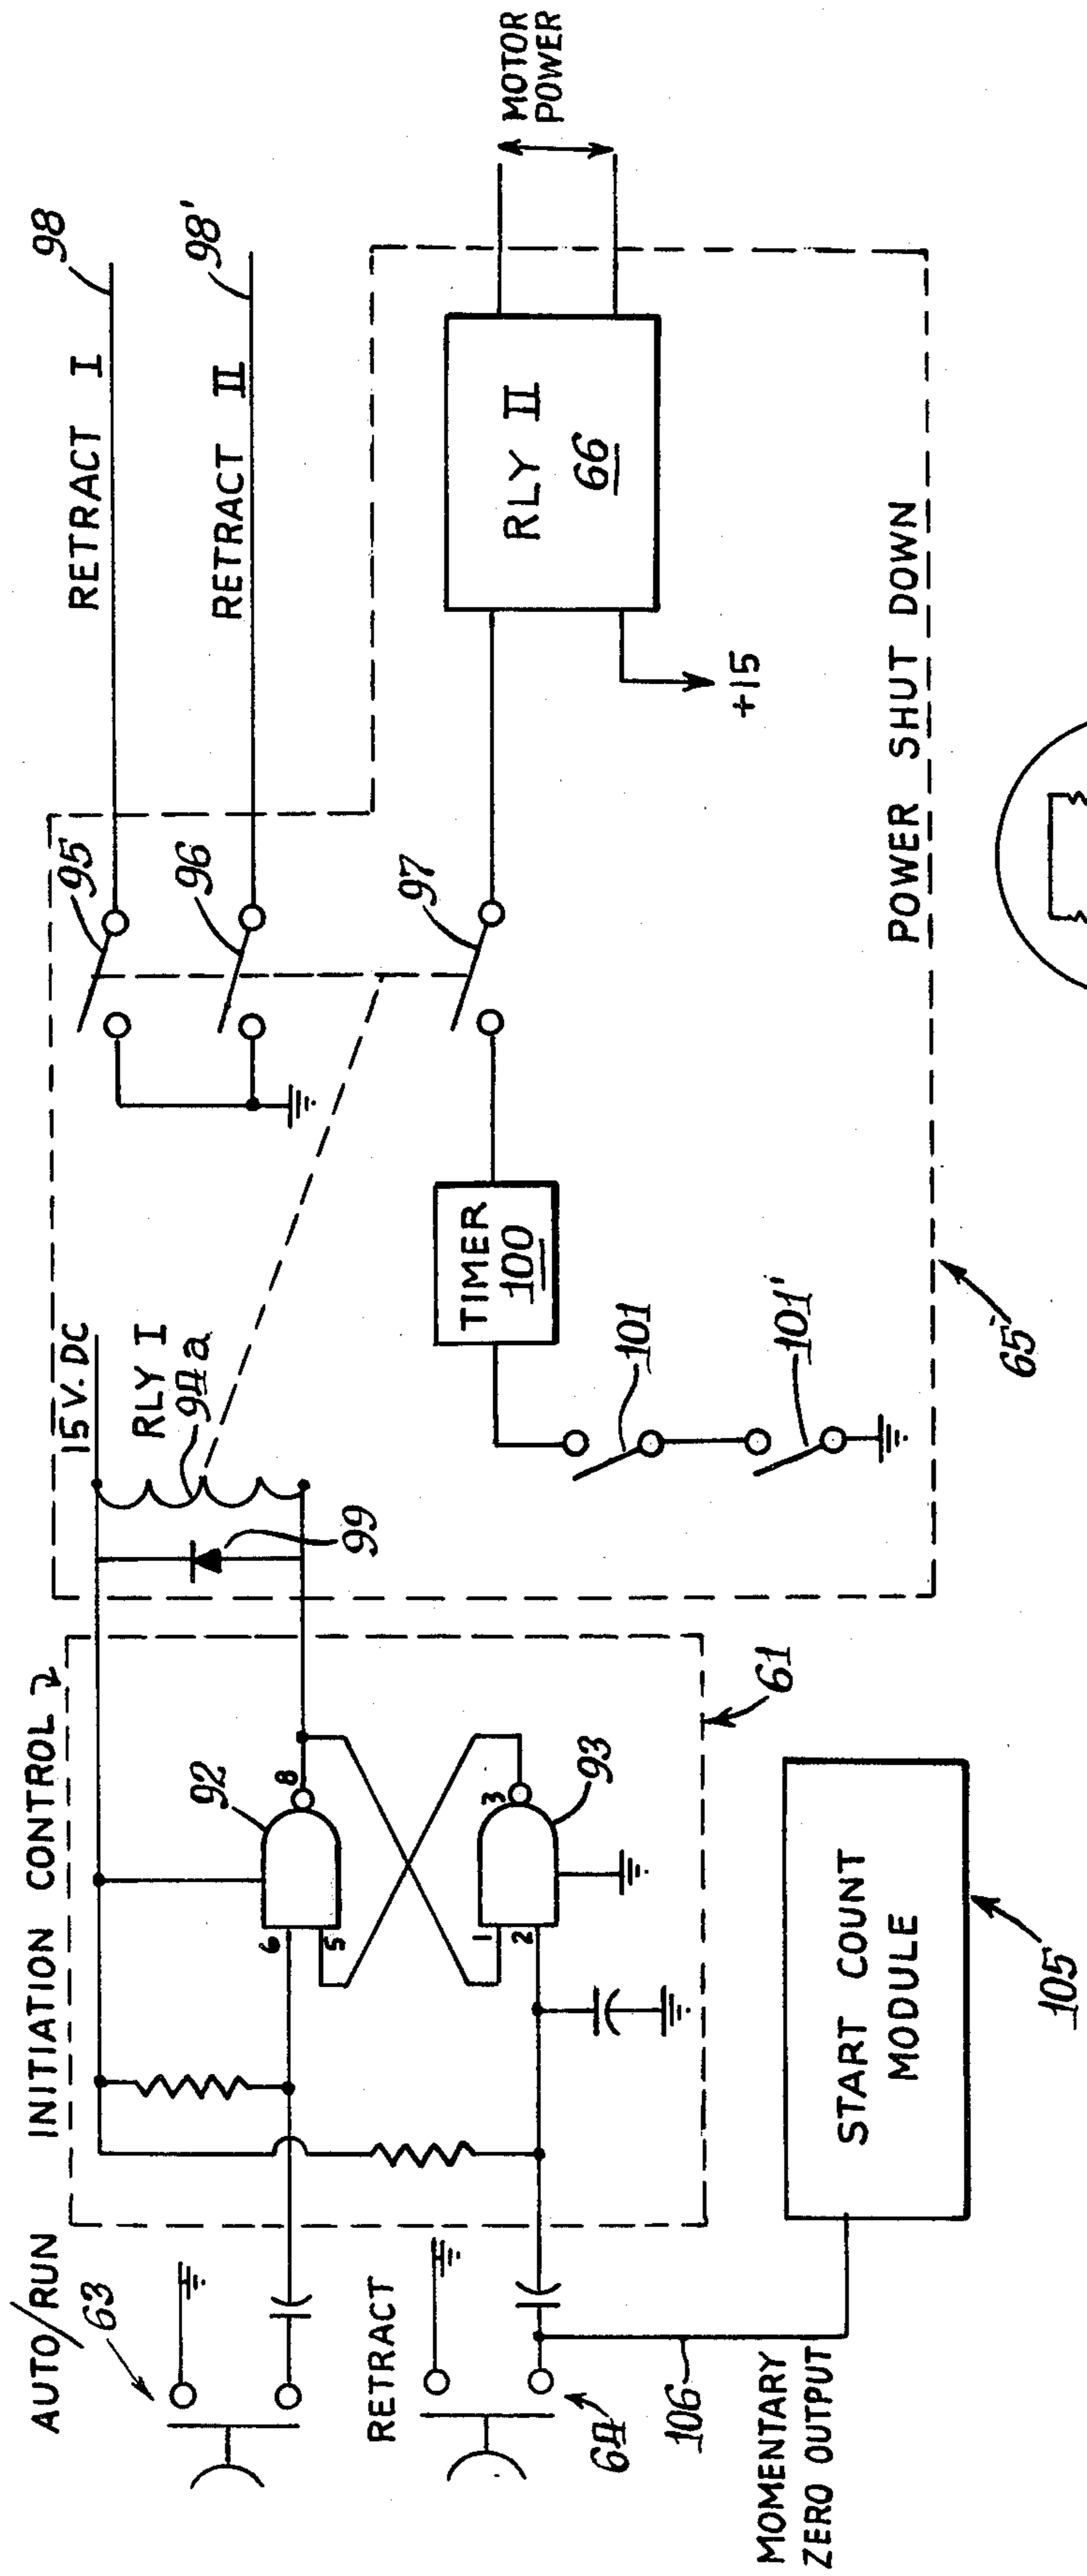 AUTO/RUN
63
INITIATION CONTROL
15 V. DC
RLY I
94a
99
95
96
97
RETRACT I
98
RETRACT II
98'
6
5
8
92
1
2
3
93
RETRACT
64
106
MOMENTARY
ZERO OUTPUT
START COUNT
MODULE
105
61
TIMER
100
101
101'
RLY II
66
+15
MOTOR
POWER
POWER SHUT DOWN
65